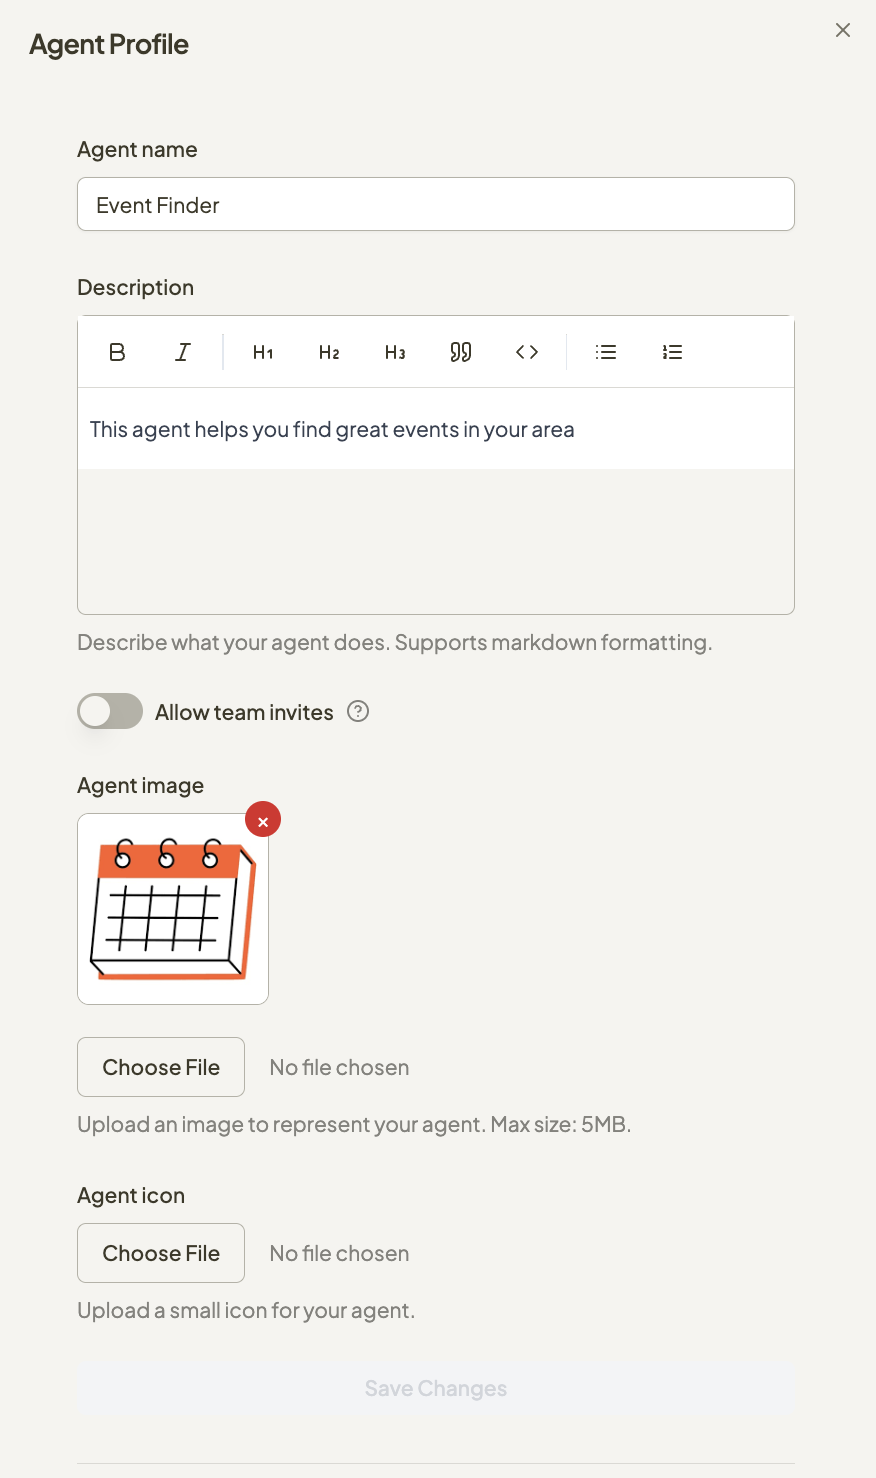 Agent Profile
Agent name
Event Finder
Description
B I H1 H2 H3
This agent helps you find great events in your area
Describe what your agent does. Supports markdown formatting.
Allow team invites ?
Agent image
Choose File No file chosen
Upload an image to represent your agent. Max size: 5MB.
Agent icon
Choose File No file chosen
Upload a small icon for your agent.
Save Changes